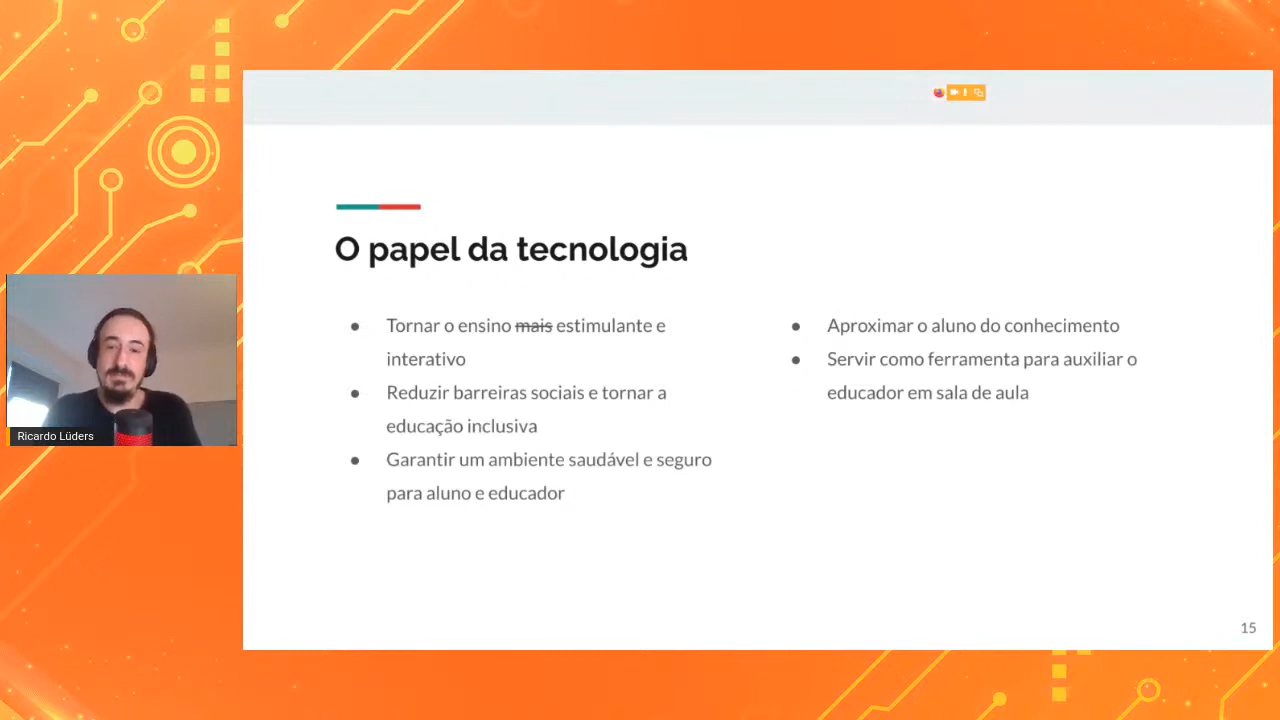 O papel da tecnologia
● Tornar o ensino mais estimulante e
interativo
● Reduzir barreiras sociais e tornar a
educação inclusiva
● Garantir um ambiente saudável e seguro
para aluno e educador
● Aproximar o aluno do conhecimento
● Servir como ferramenta para auxiliar o
educador em sala de aula
Ricardo Lüders
15